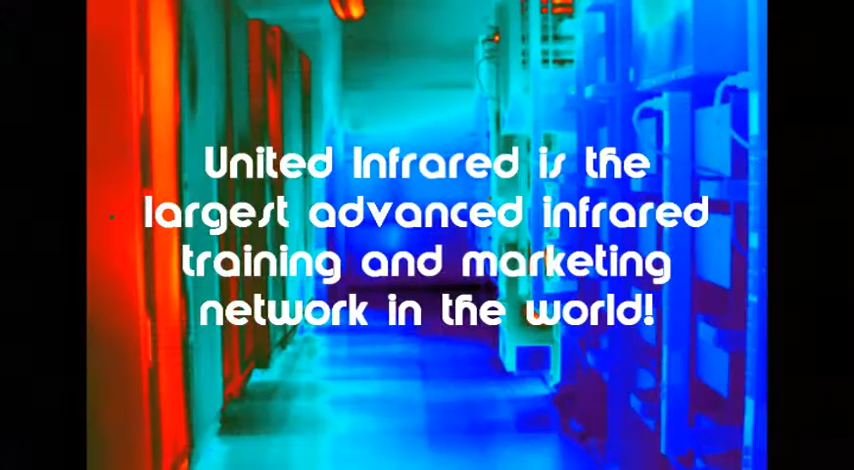 United Infrared is the
largest advanced infrared
training and marketing
network in the world!